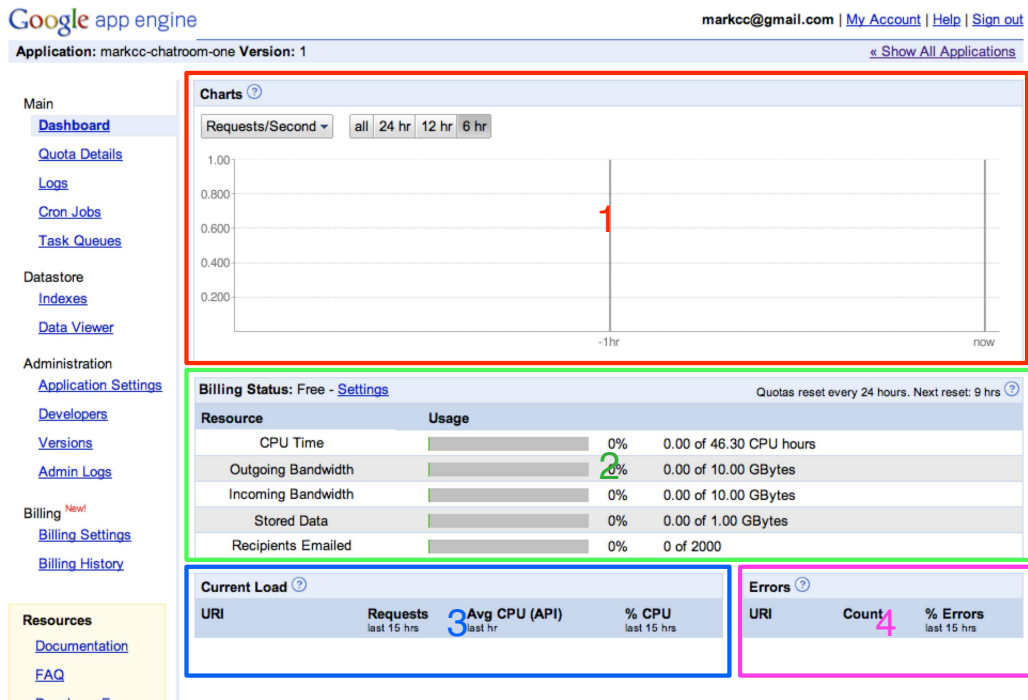 Google app engine
markcc@gmail.com | My Account | Help | Sign out
Application: markcc-chatroom-one Version: 1
« Show All Applications
Main
Dashboard
Quota Details
Logs
Cron Jobs
Task Queues
Datastore
Indexes
Data Viewer
Administration
Application Settings
Developers
Versions
Admin Logs
Billing New!
Billing Settings
Billing History
Resources
Documentation
FAQ
Charts ?
Requests/Second all 24 hr 12 hr 6 hr
1.00
0.800
0.600
0.400
0.200
1
-1hr now
Billing Status: Free - Settings
Quotas reset every 24 hours. Next reset: 9 hrs ?
Resource Usage
CPU Time 0% 0.00 of 46.30 CPU hours
Outgoing Bandwidth 0% 0.00 of 10.00 GBytes
2
Incoming Bandwidth 0% 0.00 of 10.00 GBytes
Stored Data 0% 0.00 of 1.00 GBytes
Recipients Emailed 0% 0 of 2000
Current Load ?
URI Requests Avg CPU (API) % CPU
last 15 hrs last hr last 15 hrs
3
Errors ?
URI Count % Errors
last 15 hrs
4